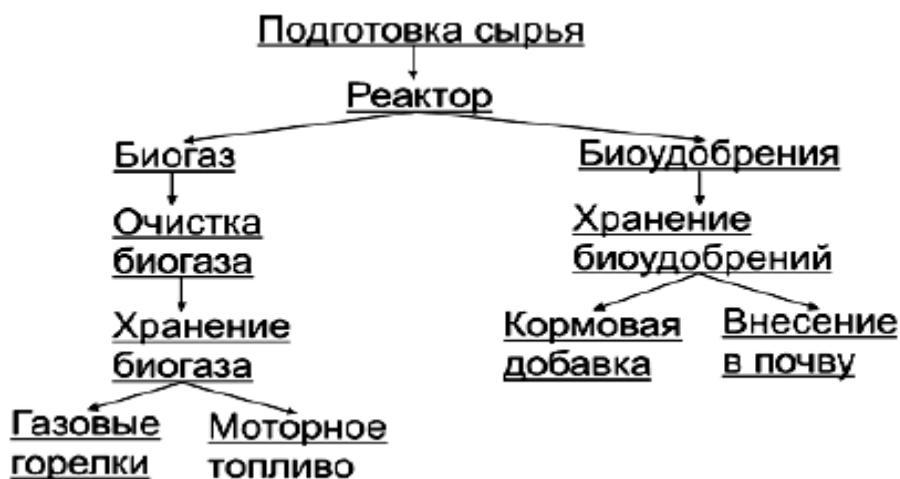 Подготовка сырья
Реактор
Биогаз
Биоудобрения
Очистка
биогаза
Хранение
биоудобрений
Хранение
биогаза
Кормовая
добавка
Внесение
в почву
Газовые
горелки
Моторное
топливо